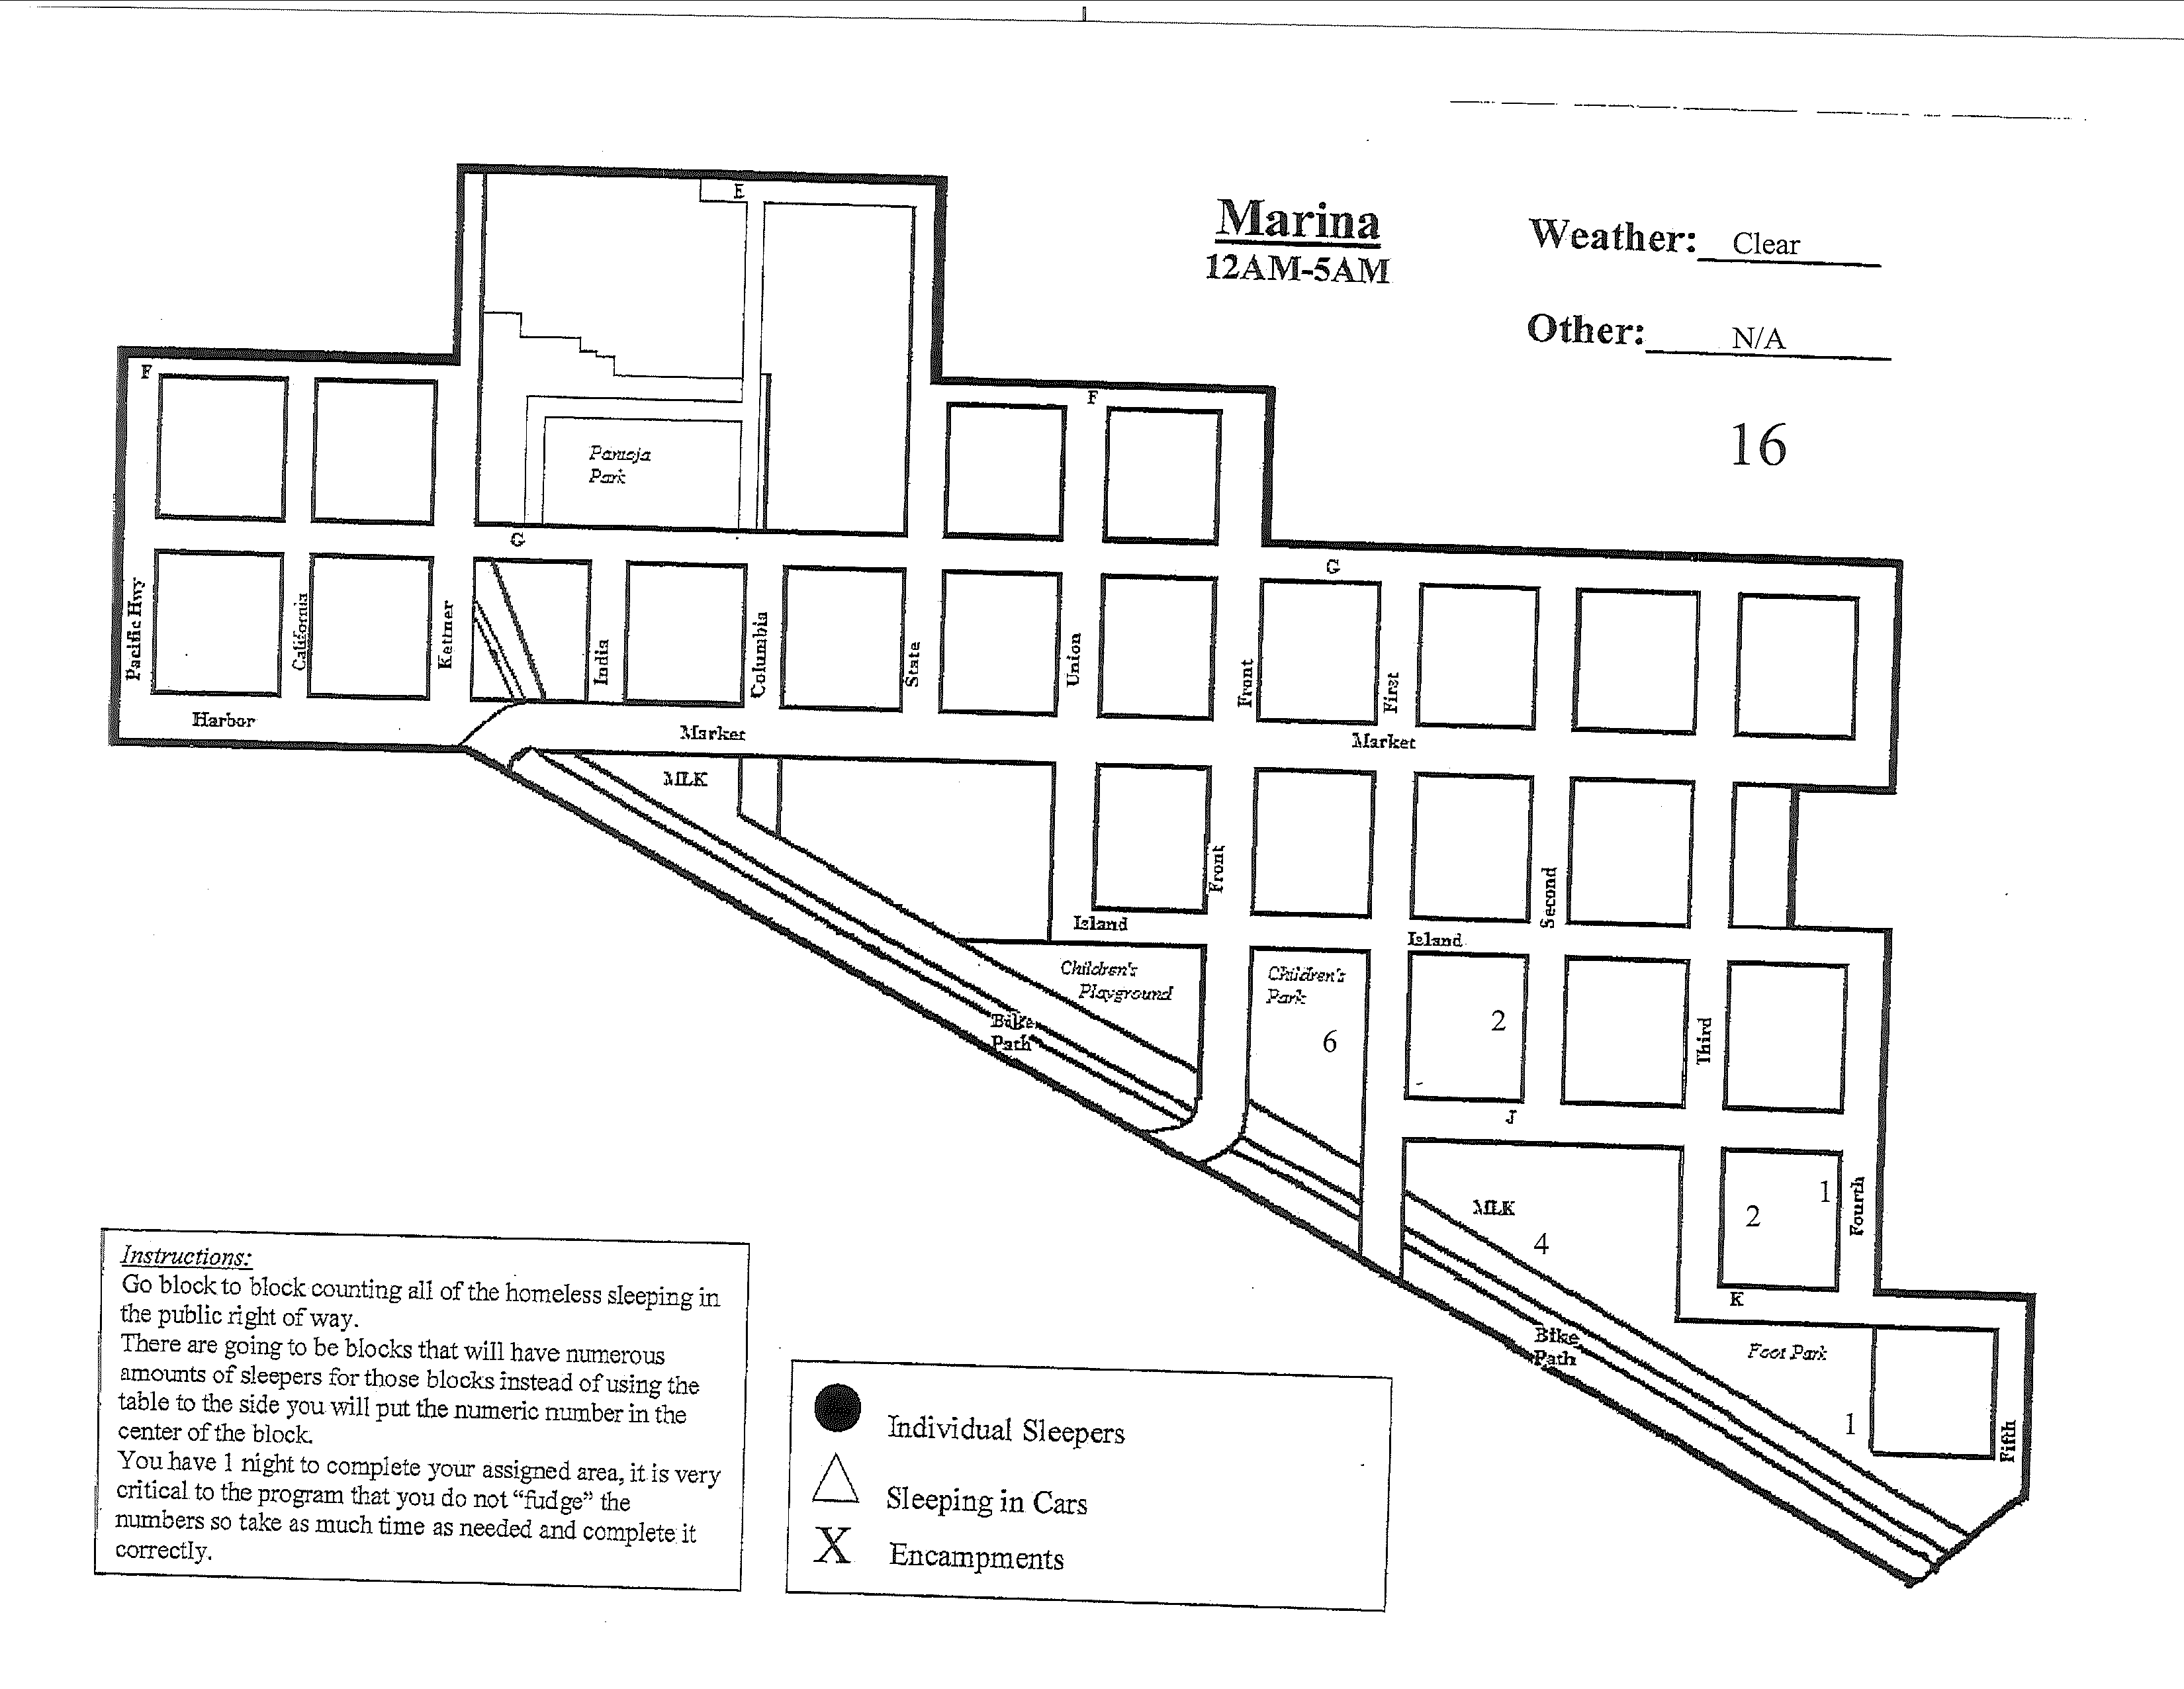 Marina
12AM-5AM
Weather: Clear
Other: N/A
16
E
F
F
Park
G
G
Pacific Hwy
California
Kettner
India
Columbia
State
Union
Front
First
Harbor
Market
Market
MLK
Front
Second
Island
Island
Children's
Playground
Children's
Park
6
2
Third
Bike
Path
J
MLK
4
2
1
Fourth
K
Bike
Path
Foot Park
1
Fifth
Instructions:
Go block to block counting all of the homeless sleeping in
the public right of way.
There are going to be blocks that will have numerous
amounts of sleepers for those blocks instead of using the
table to the side you will put the numeric number in the
center of the block.
You have 1 night to complete your assigned area, it is very
critical to the program that you do not “fudge” the
numbers so take as much time as needed and complete it
correctly.
Individual Sleepers
Sleeping in Cars
X Encampments